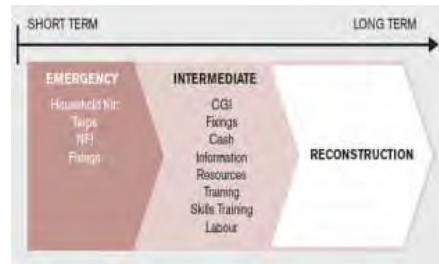 SHORT TERM
LONG TERM
EMERGENCY
Household Kit:
Tarps
NFI
Fixings
INTERMEDIATE
CGI
Fixings
Cash
Information
Resources
Training
Skills Training
Labour
RECONSTRUCTION